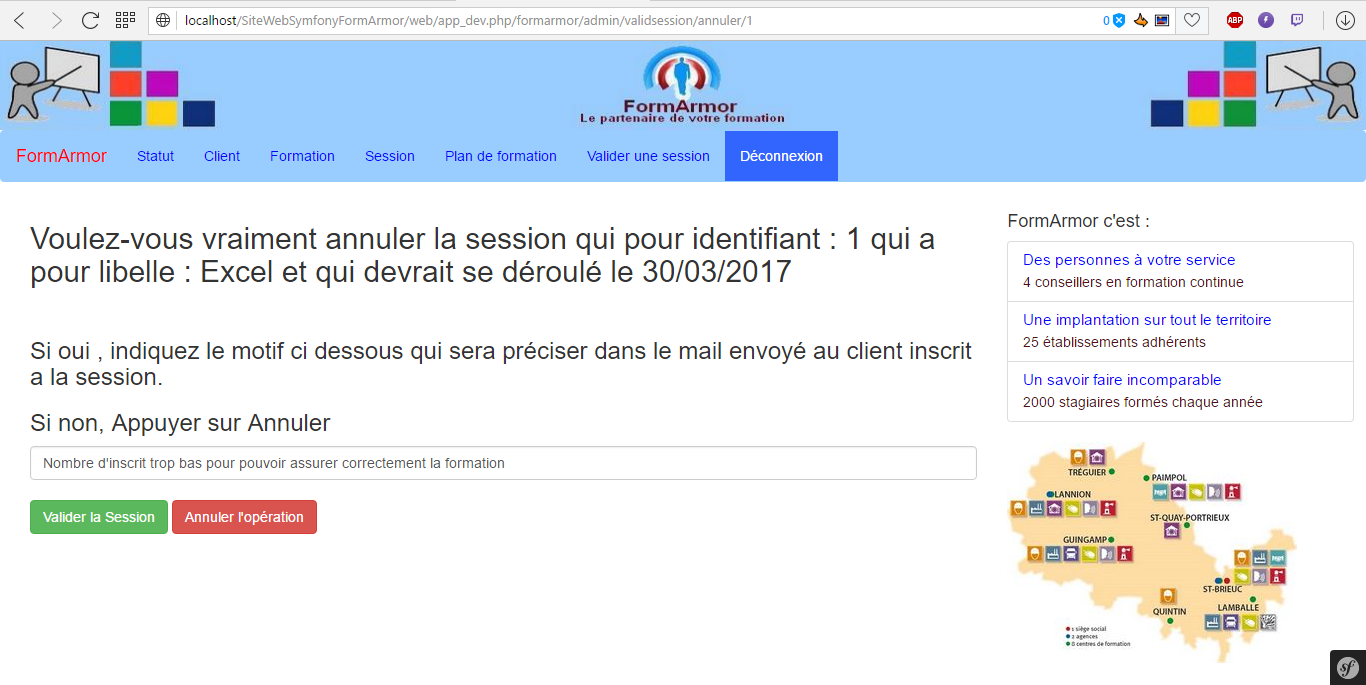 localhost/SiteWebSymfonyFormArmor/web/app_dev.php/formarmor/admin/validsession/annuler/1
0
ABP
FormArmor
Le partenaire de votre formation
FormArmor Statut Client Formation Session Plan de formation Valider une session Déconnexion
Voulez-vous vraiment annuler la session qui pour identifiant : 1 qui a
pour libelle : Excel et qui devrait se déroulé le 30/03/2017
Si oui , indiquez le motif ci dessous qui sera préciser dans le mail envoyé au client inscrit
a la session.
Si non, Appuyer sur Annuler
Nombre d'inscrit trop bas pour pouvoir assurer correctement la formation
Valider la Session Annuler l'opération
FormArmor c'est :
Des personnes à votre service
4 conseillers en formation continue
Une implantation sur tout le territoire
25 établissements adhérents
Un savoir faire incomparable
2000 stagiaires formés chaque année
TRÉGUIER
PAIMPOL
LANNION
ST-QUAY-PORTRIEUX
GUINGAMP
ST-BRIEUC
QUINTIN
LAMBALLE
1 siège social
2 agences
8 centres de formation
sf